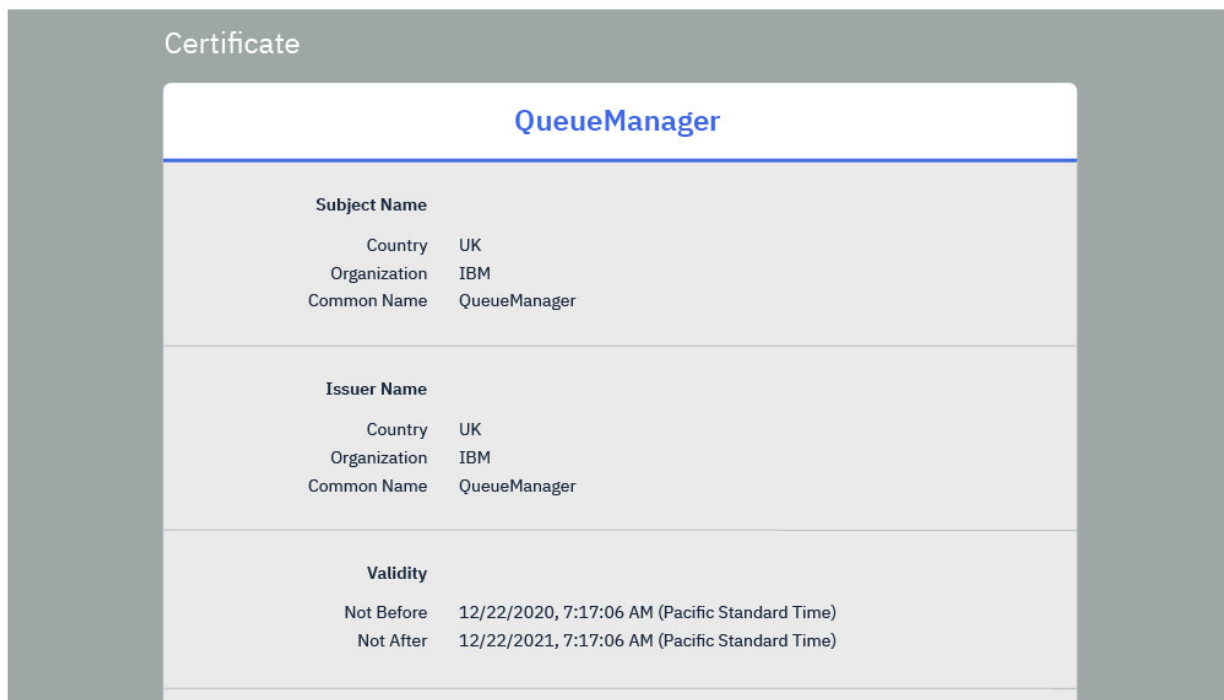 Certificate
QueueManager
Subject Name
Country UK
Organization IBM
Common Name QueueManager
Issuer Name
Country UK
Organization IBM
Common Name QueueManager
Validity
Not Before 12/22/2020, 7:17:06 AM (Pacific Standard Time)
Not After 12/22/2021, 7:17:06 AM (Pacific Standard Time)